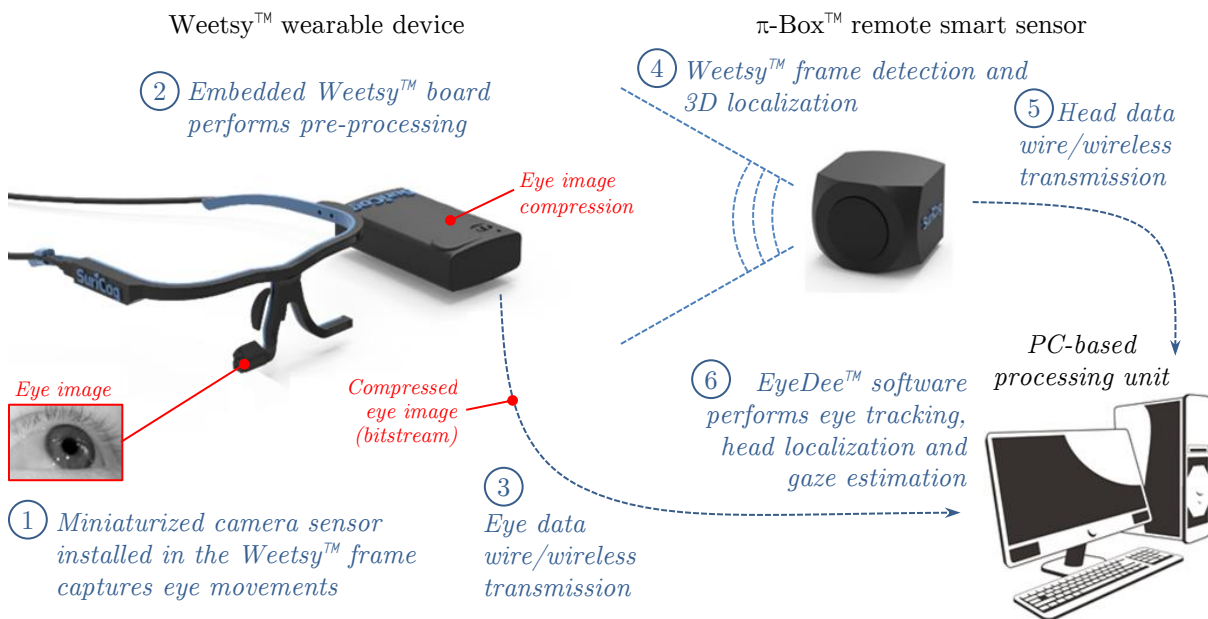 Weetsy™ wearable device
π-Box™ remote smart sensor
2 Embedded Weetsy™ board
performs pre-processing
4 Weetsy™ frame detection and
3D localization
5 Head data
wire/wireless
transmission
Eye image
compression
SuriCog
SuriCog
SuriCog
Eye image
Compressed
eye image
(bitstream)
PC-based
processing unit
6 EyeDee™ software
performs eye tracking,
head localization and
gaze estimation
1 Miniaturized camera sensor
installed in the Weetsy™ frame
captures eye movements
3
Eye data
wire/wireless
transmission